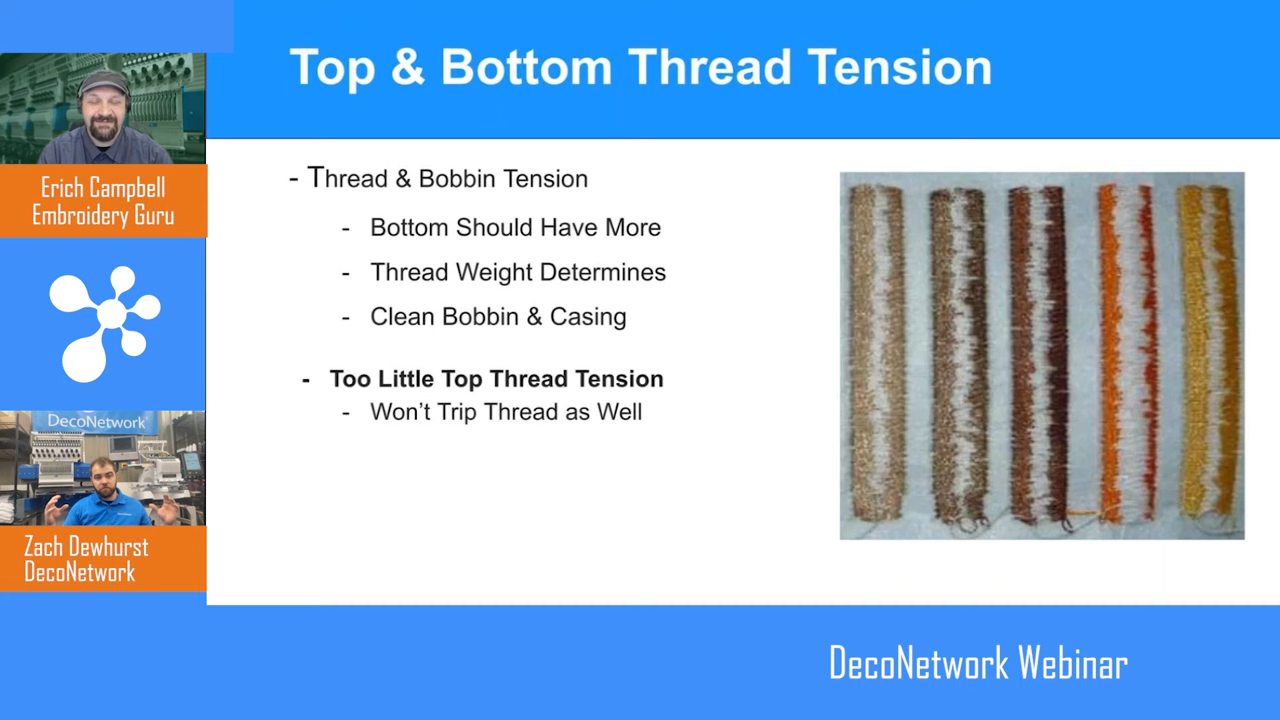 Top & Bottom Thread Tension
Erich Campbell
Embroidery Guru
- Thread & Bobbin Tension
- Bottom Should Have More
- Thread Weight Determines
- Clean Bobbin & Casing
- Too Little Top Thread Tension
- Won't Trip Thread as Well
DecoNetwork
Zach Dewhurst
DecoNetwork
DecoNetwork Webinar